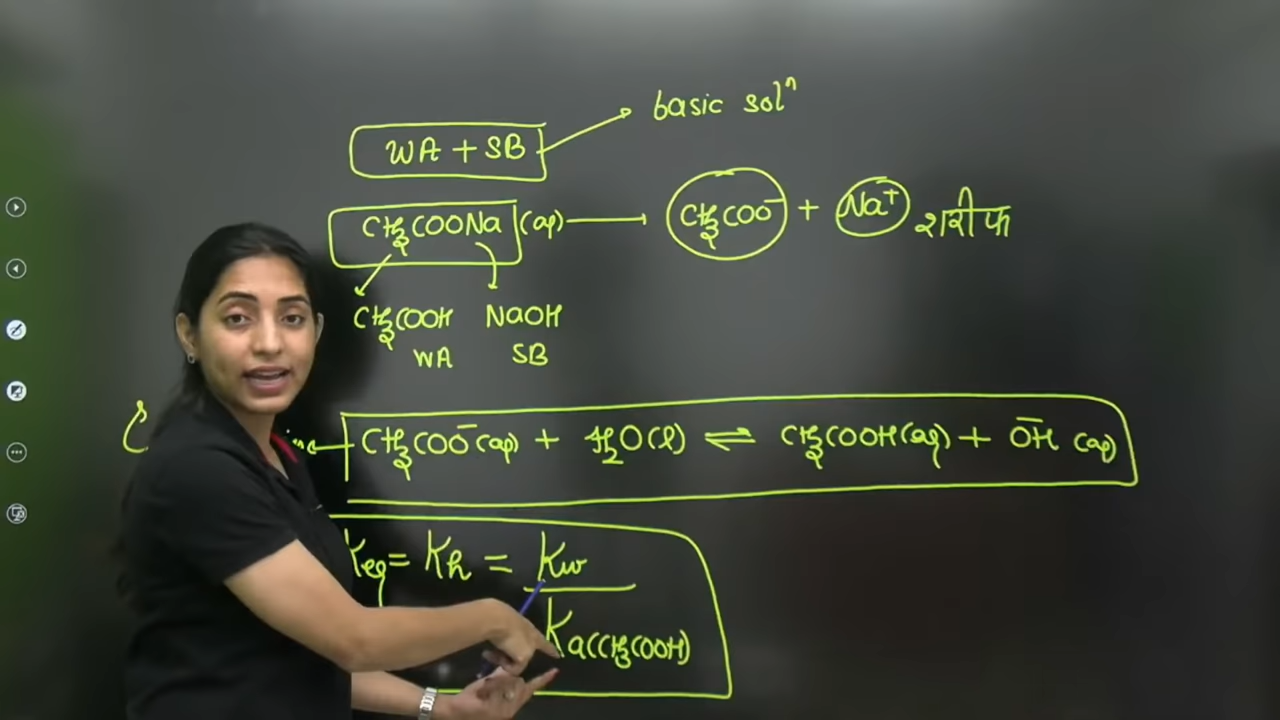 WA + SB → basic solⁿ
CH₃COONa (aq) → CH₃COO⁻ + Na⁺ शरीफ
CH₃COOH NaOH
WA SB
CH₃COO⁻(aq) + H₂O(l) ⇌ CH₃COOH(aq) + OH⁻ (aq)
Keq = Kh = Kw
Ka(CH₃COOH)